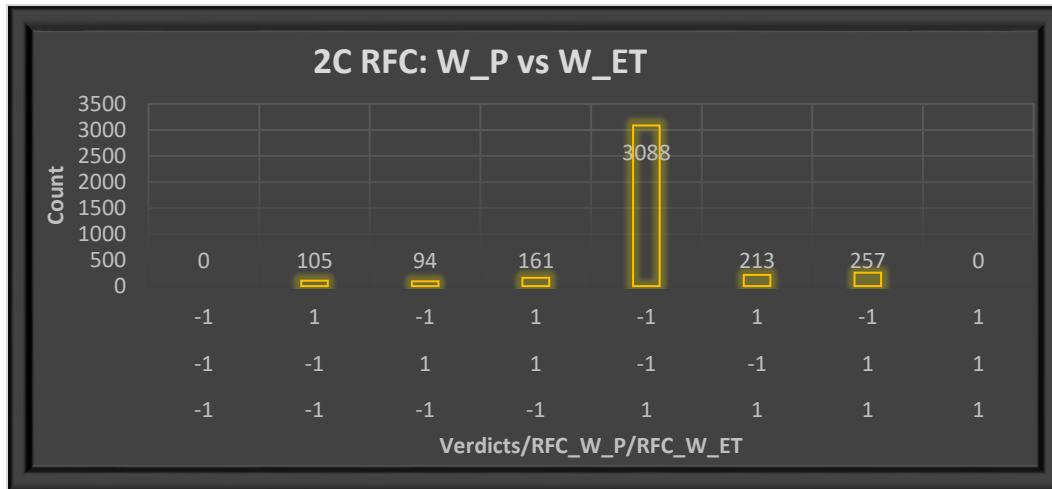 2C RFC: W_P vs W_ET
3500
3000
2500
2000
1500
1000
500
0
Count
3088
0 105 94 161 213 257 0
-1 1 -1 1 -1 1 -1 1
-1 -1 1 1 -1 -1 1 1
-1 -1 -1 -1 1 1 1 1
Verdicts/RFC_W_P/RFC_W_ET